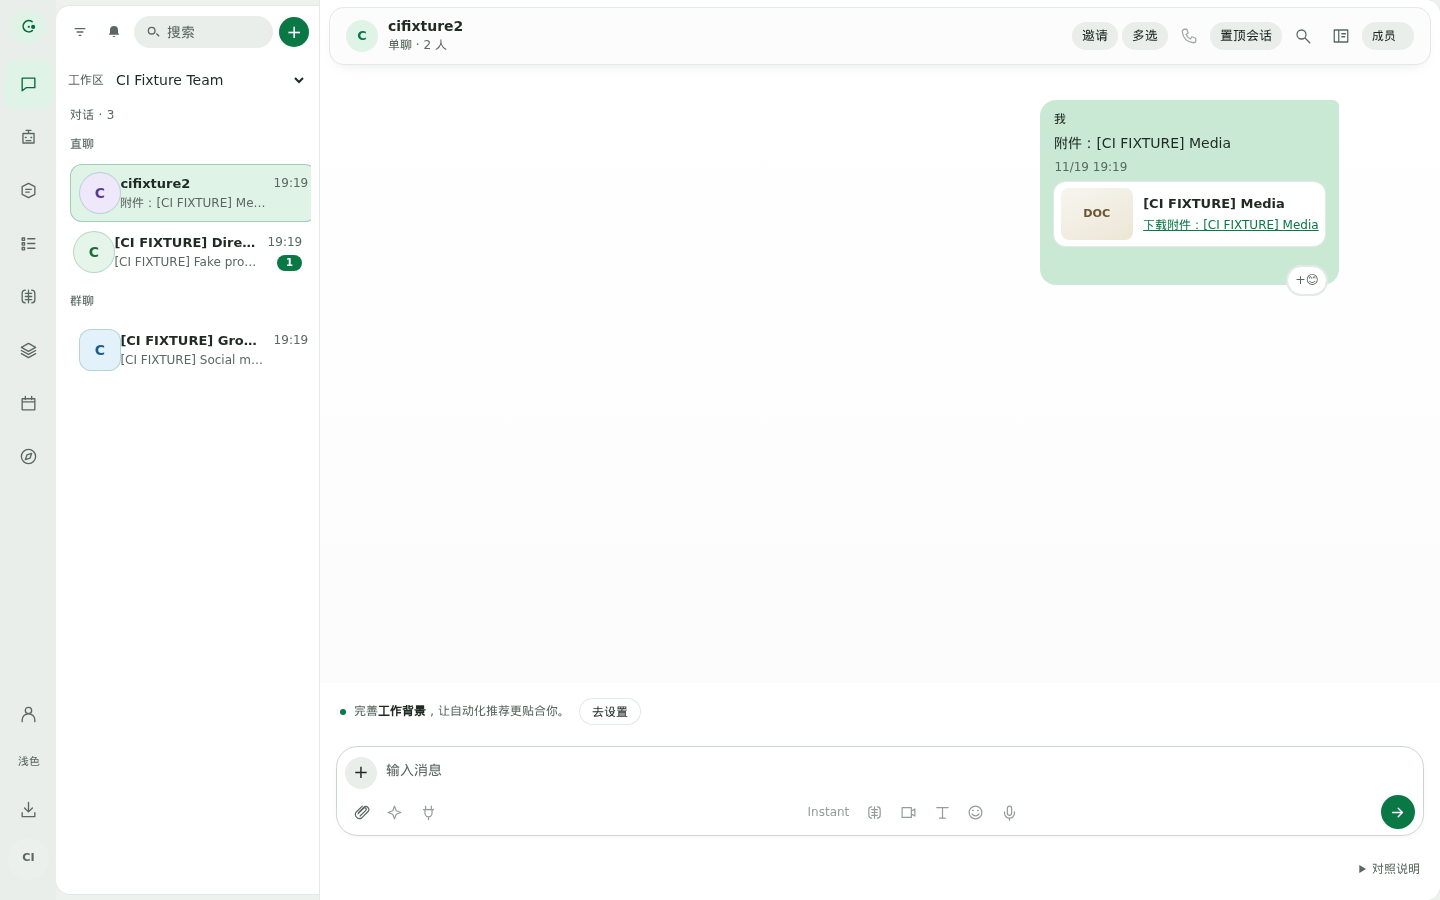 搜索
工作区 CI Fixture Team
对话 · 3
直聊
C cifixture2 19:19
附件：[CI FIXTURE] Me…
C [CI FIXTURE] Dire… 19:19
[CI FIXTURE] Fake pro… 1
群聊
C [CI FIXTURE] Gro… 19:19
[CI FIXTURE] Social m…
浅色
CI
C cifixture2
单聊 · 2 人
邀请 多选 置顶会话 成员
我
附件：[CI FIXTURE] Media
11/19 19:19
DOC [CI FIXTURE] Media
下载附件：[CI FIXTURE] Media
+😊
完善工作背景，让自动化推荐更贴合你。 去设置
输入消息
Instant
▶ 对照说明